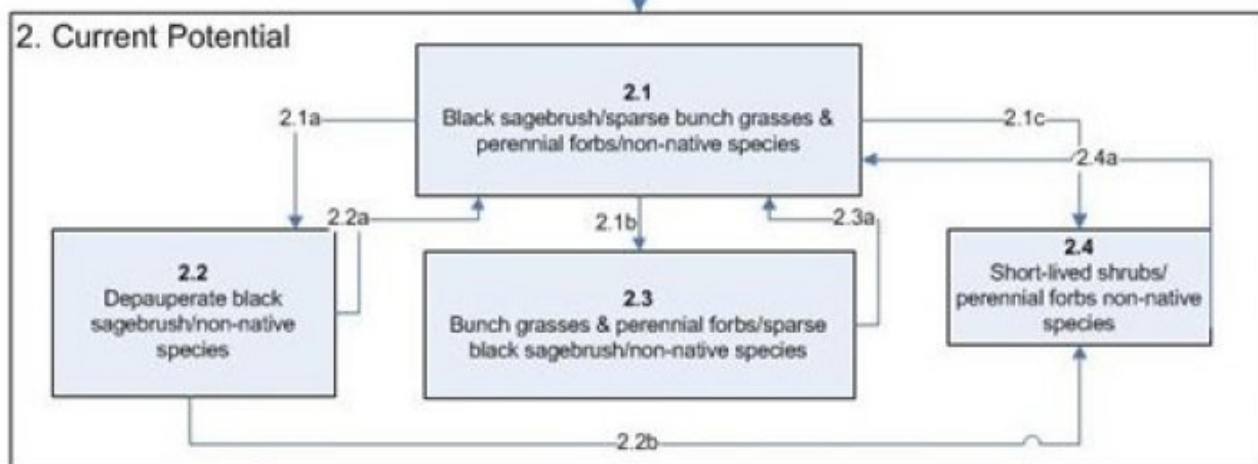 2. Current Potential
2.1
Black sagebrush/sparse bunch grasses &
perennial forbs/non-native species
2.1a
2.1c
2.4a
2.2a
2.1b
2.3a
2.2
Depauperate black
sagebrush/non-native
species
2.3
Bunch grasses & perennial forbs/sparse
black sagebrush/non-native species
2.4
Short-lived shrubs/
perennial forbs non-native
species
2.2b